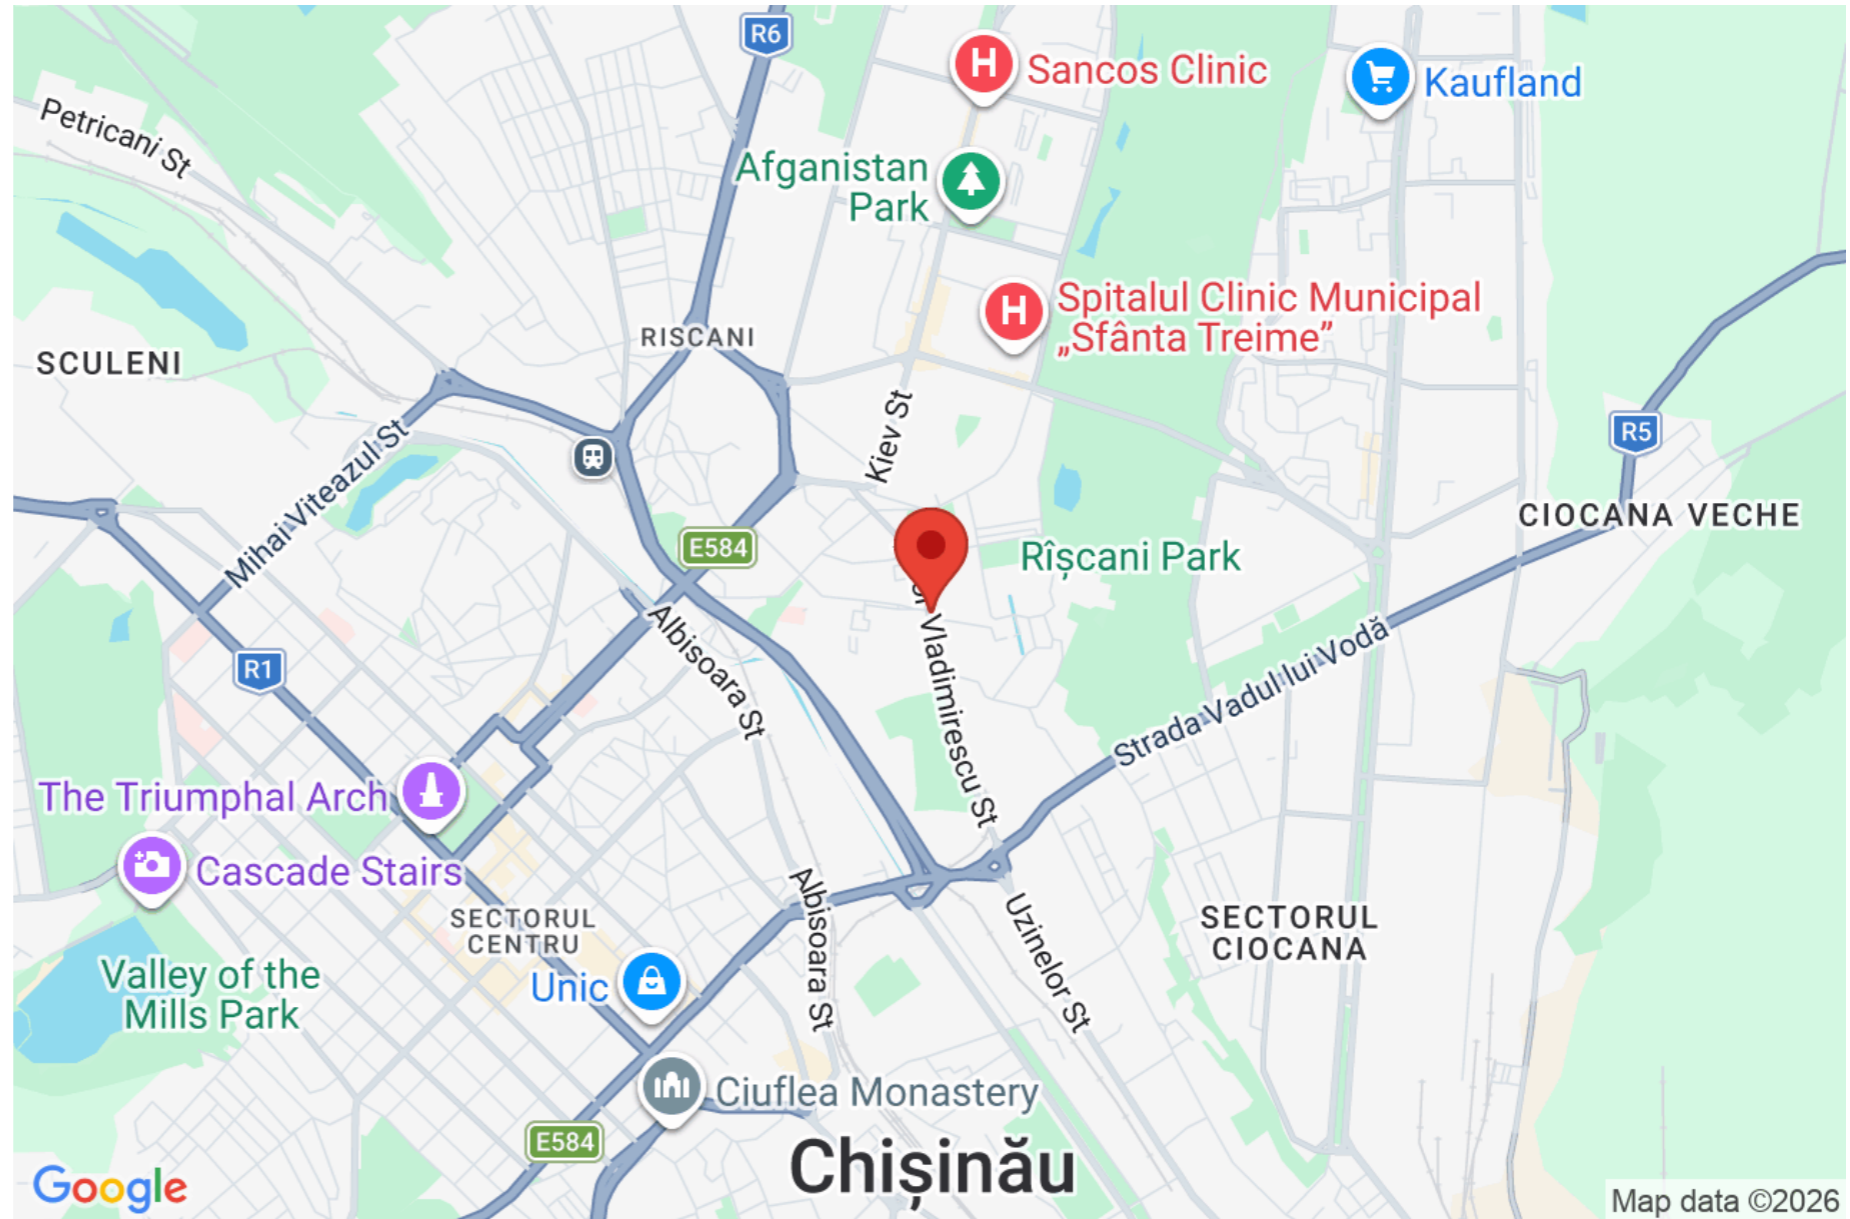 R6
Sancos Clinic
Kaufland
Petricani St
Afganistan
Park
Spitalul Clinic Municipal
„Sfânta Treime”
RISCANI
SCULENI
Kiev St
Mihai Viteazul St
R5
CIOCANA VECHE
E584
Rîșcani Park
Vladimirescu St
Albisoara St
R1
Strada Vadul lui Vodă
The Triumphal Arch
Cascade Stairs
Albisoara St
Uzinelor St
SECTORUL
CENTRU
SECTORUL
CIOCANA
Valley of the
Mills Park
Unic
Ciuflea Monastery
E584
Chișinău
Google
Map data ©2026